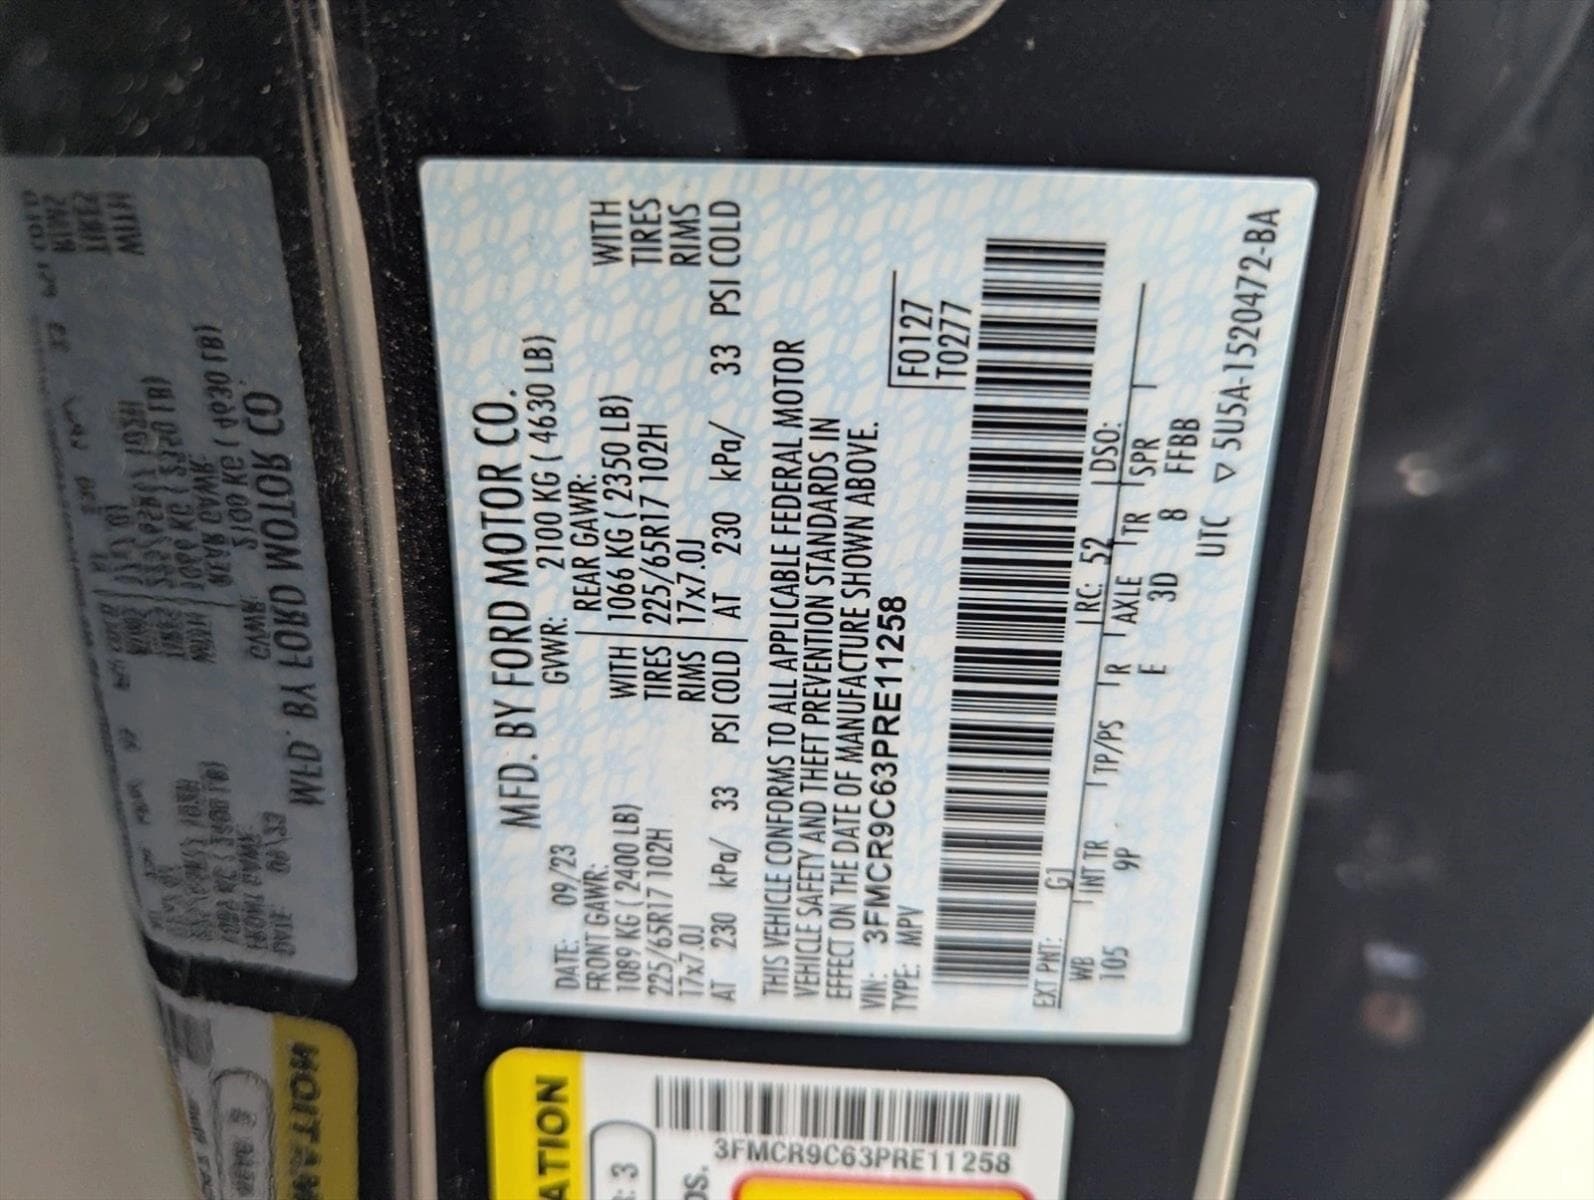 MFD. BY FORD MOTOR CO.
DATE: 09/23 GVWR: 2100 KG ( 4630 LB)
FRONT GAWR: REAR GAWR:
1089 KG ( 2400 LB) WITH 1066 KG ( 2350 LB) WITH
225/65R17 102H TIRES 225/65R17 102H TIRES
17x7.0J RIMS 17x7.0J RIMS
AT 230 kPa/ 33 PSI COLD AT 230 kPa/ 33 PSI COLD
THIS VEHICLE CONFORMS TO ALL APPLICABLE FEDERAL MOTOR
VEHICLE SAFETY AND THEFT PREVENTION STANDARDS IN
EFFECT ON THE DATE OF MANUFACTURE SHOWN ABOVE.
VIN: 3FMCR9C63PRE11258 F0127
TYPE: MPV T0277
EXT PNT: G1 RC: 52 DSO:
WB INT TR TP/PS R AXLE TR SPR
105 9P E 3D 8 FFBB
UTC ▽ 5U5A-1520472-BA
ATION
: 3
OS.
3FMCR9C63PRE11258